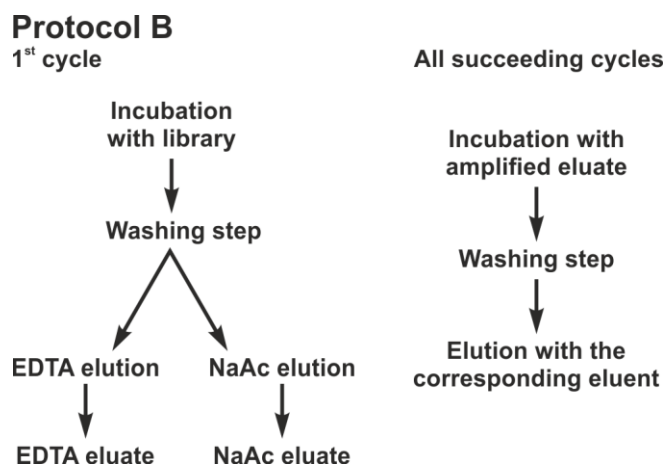 Protocol B
1st cycle
All succeeding cycles
Incubation
with library
Washing step
EDTA elution
NaAc elution
EDTA eluate
NaAc eluate
Incubation with
amplified eluate
Washing step
Elution with the
corresponding eluent